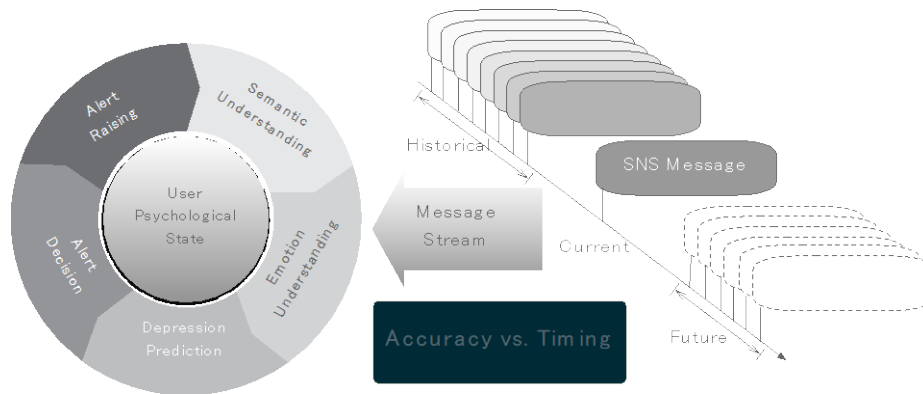 Alert
Raising
Semantic
Understanding
User
Psychological
State
Alert
Decision
Emotion
Understanding
Depression
Prediction
Message
Stream
Accuracy vs. Timing
Historical
SNS Message
Current
Future